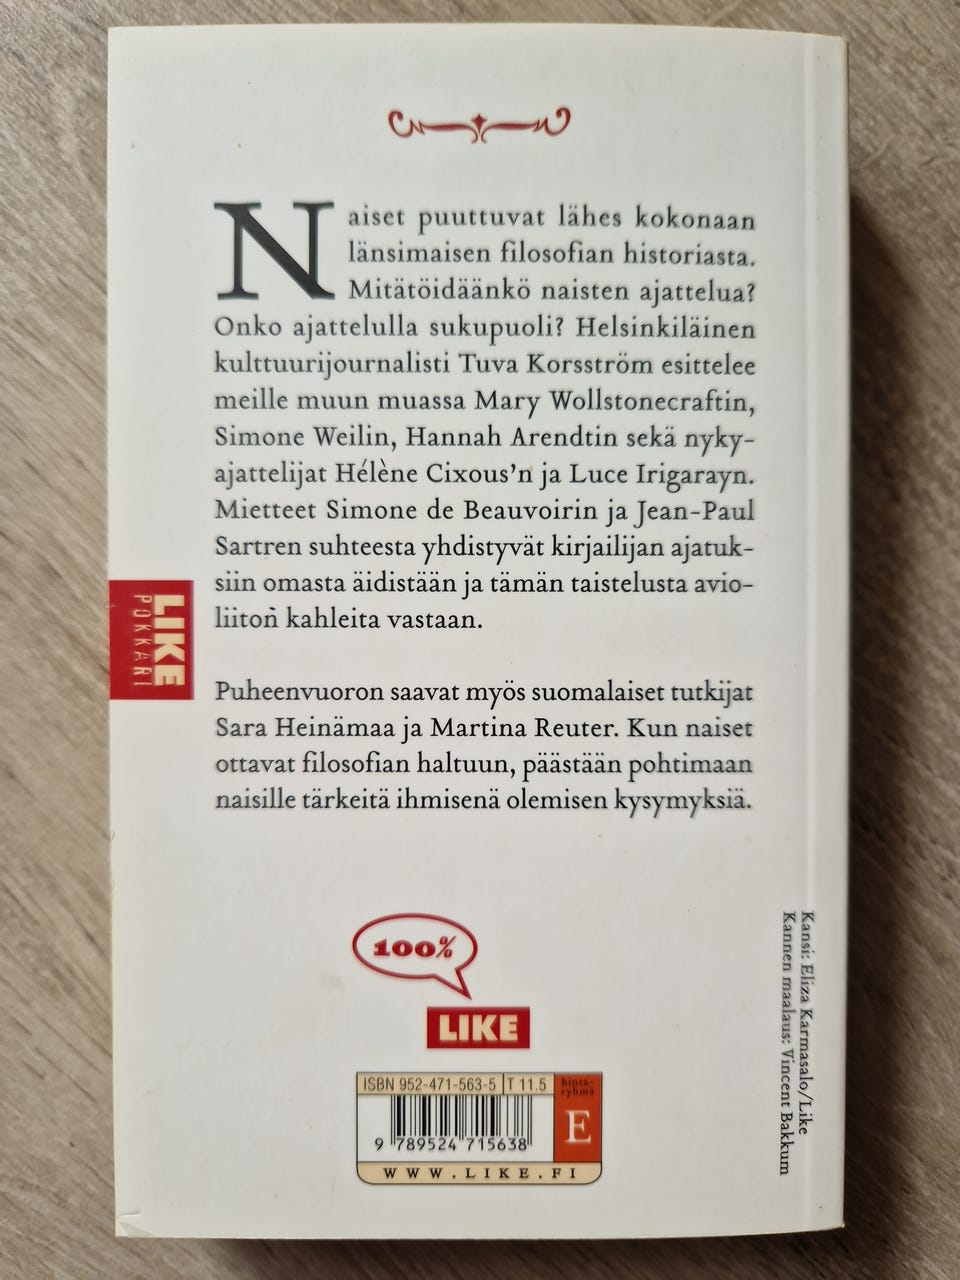 Naiset puuttuvat lähes kokonaan
länsimaisen filosofian historiasta.
Mitätöidäänkö naisten ajattelua?
Onko ajattelulla sukupuoli? Helsinkiläinen
kulttuurijournalisti Tuva Korsström esittelee
meille muun muassa Mary Wollstonecraftin,
Simone Weilin, Hannah Arendtin sekä nyky-
ajattelijat Hélène Cixous'n ja Luce Irigarayn.
Mietteet Simone de Beauvoirin ja Jean-Paul
Sartren suhteesta yhdistyvät kirjailijan ajatuk-
siin omasta äidistään ja tämän taistelusta avio-
liiton kahleita vastaan.
Puheenvuoron saavat myös suomalaiset tutkijat
Sara Heinämaa ja Martina Reuter. Kun naiset
ottavat filosofian haltuun, päästään pohtimaan
naisille tärkeitä ihmisenä olemisen kysymyksiä.
LIKE
POKKARI
100%
LIKE
ISBN 952-471-563-5 T 11.5
hinta-
ryhmä
E
9 789524 715638
WWW.LIKE.FI
Kansi: Eliza Karmasalo/Like
Kannen maalaus: Vincent Bakkum